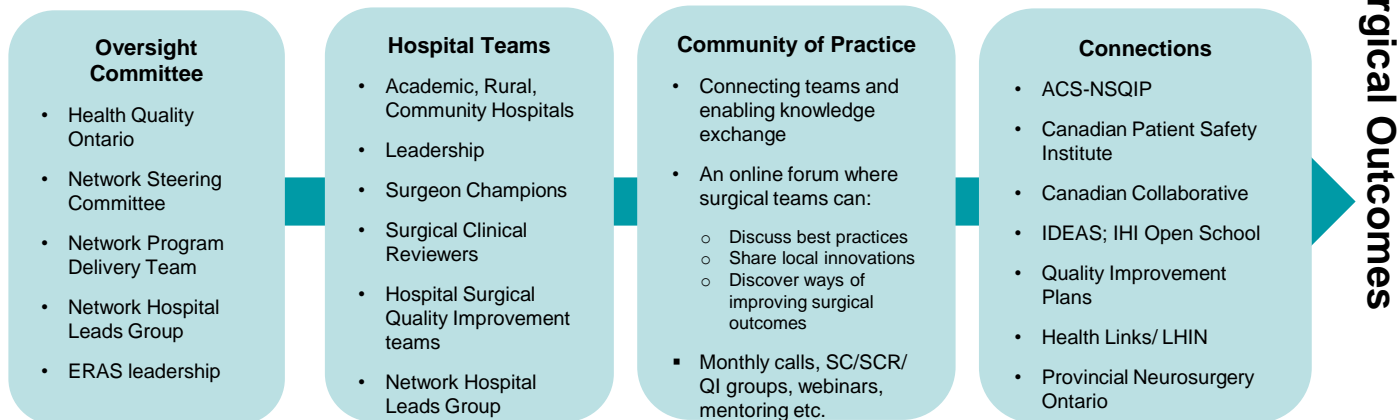 Oversight
Committee
• Health Quality
Ontario
• Network Steering
Committee
• Network Program
Delivery Team
• Network Hospital
Leads Group
• ERAS leadership
Hospital Teams
• Academic, Rural,
Community Hospitals
• Leadership
• Surgeon Champions
• Surgical Clinical
Reviewers
• Hospital Surgical
Quality Improvement
teams
• Network Hospital
Leads Group
Community of Practice
• Connecting teams and
enabling knowledge
exchange
• An online forum where
surgical teams can:
o Discuss best practices
o Share local innovations
o Discover ways of
improving surgical
outcomes
▪ Monthly calls, SC/SCR/
QI groups, webinars,
mentoring etc.
Connections
• ACS-NSQIP
• Canadian Patient Safety
Institute
• Canadian Collaborative
• IDEAS; IHI Open School
• Quality Improvement
Plans
• Health Links/ LHIN
• Provincial Neurosurgery
Ontario
rgical Outcomes